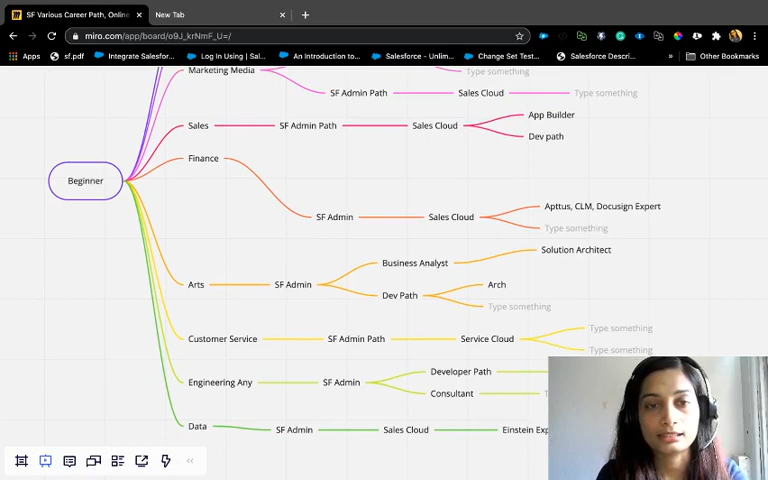 SF Various Career Path, Online
New Tab
miro.com/app/board/o9J_krNmF_U=/
Apps
sf.pdf
Integrate Salesfor...
Log In Using | Sal...
An Introduction to...
Salesforce - Unlim...
Change Set Test...
Salesforce Descri...
»
Other Bookmarks
Marketing Media
Type something
SF Admin Path
Sales Cloud
Type something
Sales
SF Admin Path
Sales Cloud
App Builder
Dev path
Finance
SF Admin
Sales Cloud
Apttus, CLM, Docusign Expert
Type something
Beginner
Arts
SF Admin
Business Analyst
Solution Architect
Dev Path
Arch
Type something
Customer Service
SF Admin Path
Service Cloud
Type something
Type something
Engineering Any
SF Admin
Developer Path
Consultant
Data
SF Admin
Sales Cloud
Einstein Exp